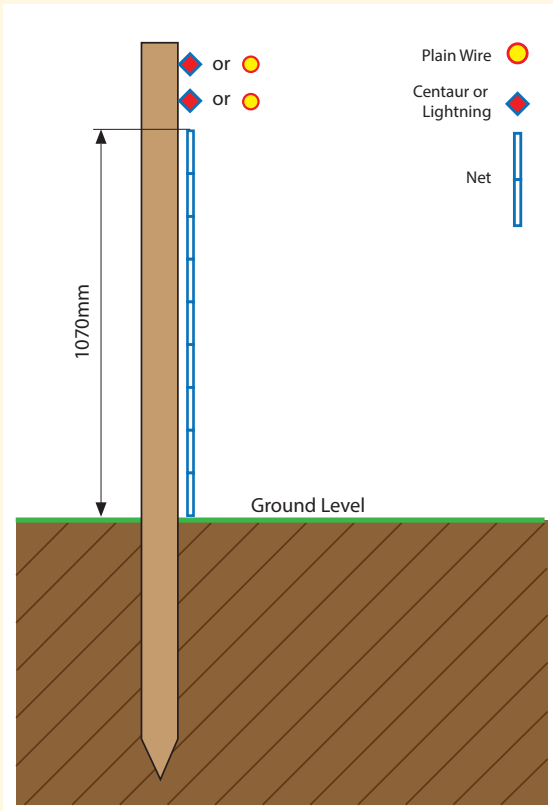 or
or
Plain Wire
Centaur or
Lightning
Net
1070mm
Ground Level